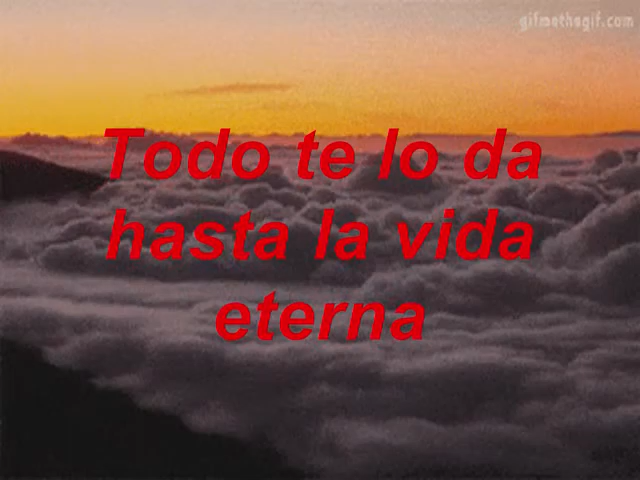 gifmethegif.com
Todo te lo da
hasta la vida
eterna